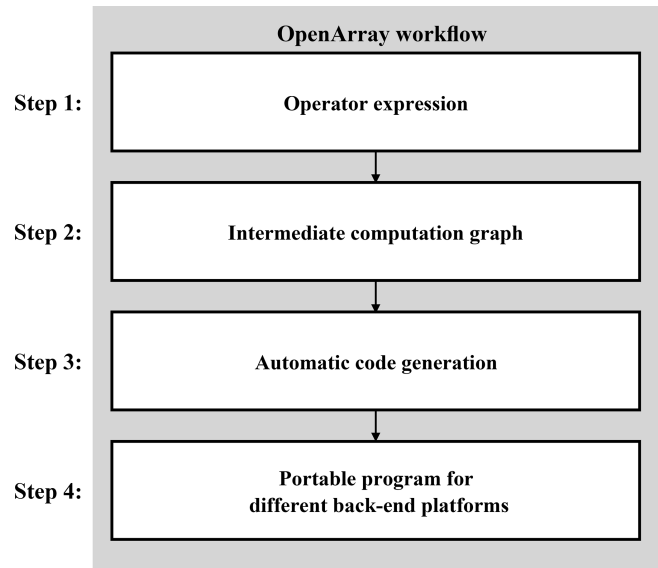 OpenArray workflow
Step 1:
Operator expression
Step 2:
Intermediate computation graph
Step 3:
Automatic code generation
Step 4:
Portable program for
different back-end platforms